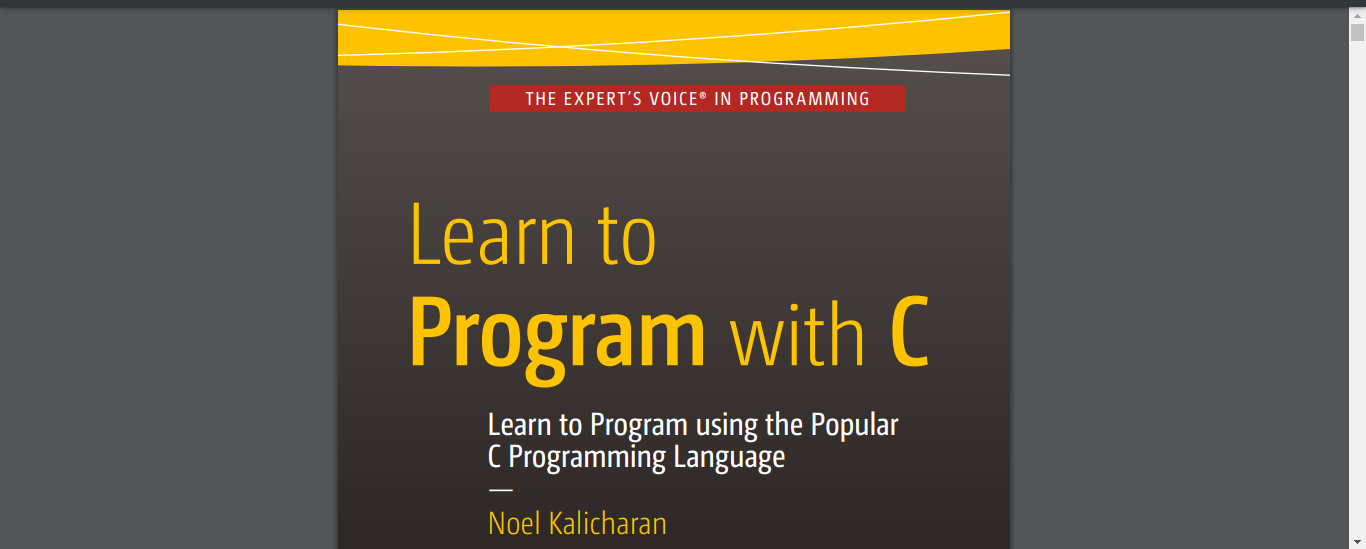 THE EXPERT’S VOICE® IN PROGRAMMING
Learn to
Program with C
Learn to Program using the Popular
C Programming Language
Noel Kalicharan